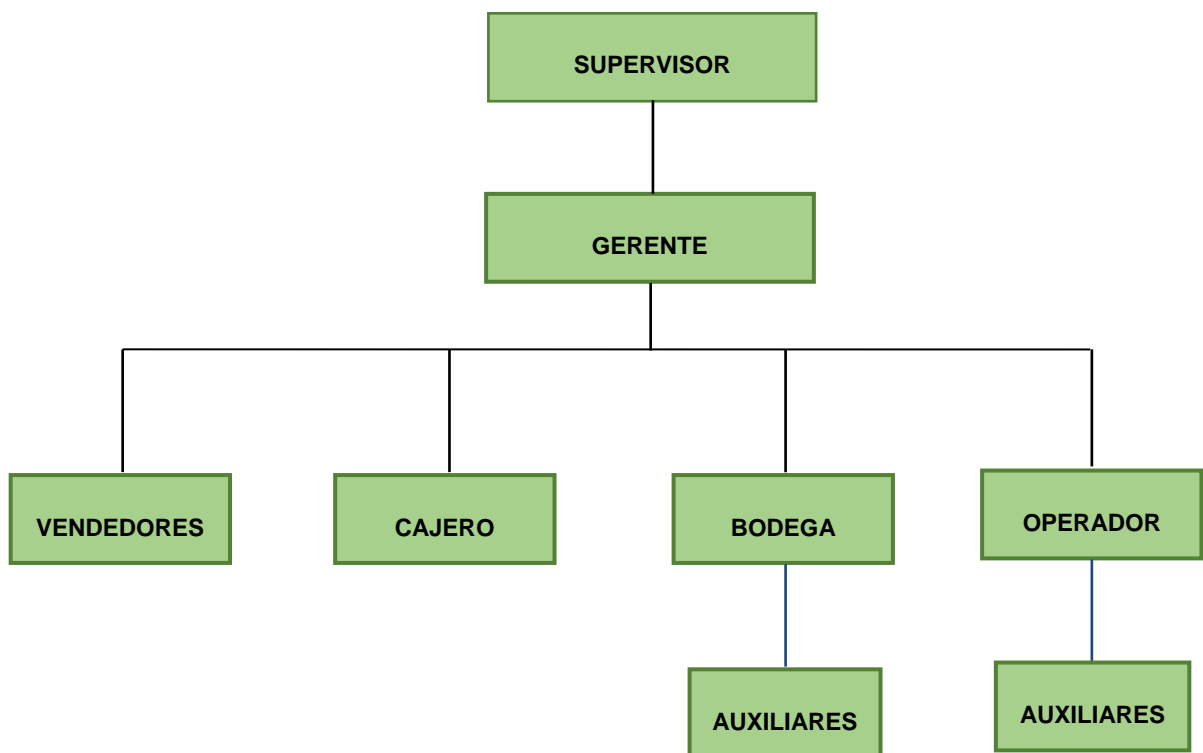 SUPERVISOR
GERENTE
VENDEDORES
CAJERO
BODEGA
OPERADOR
AUXILIARES
AUXILIARES